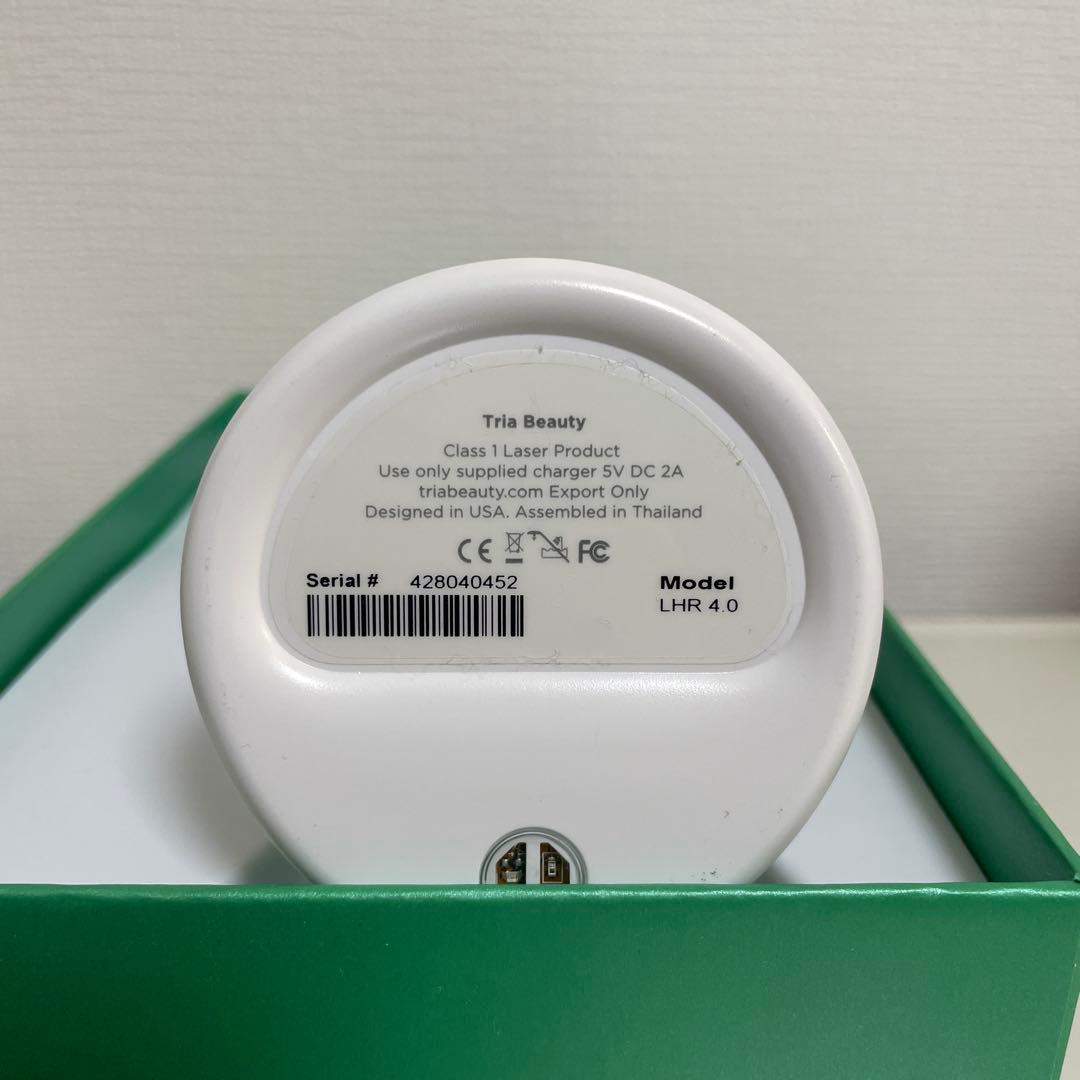 Tria Beauty
Class 1 Laser Product
Use only supplied charger 5V DC 2A
triabeauty.com Export Only
Designed in USA. Assembled in Thailand
CE FC
Serial # 428040452
Model
LHR 4.0